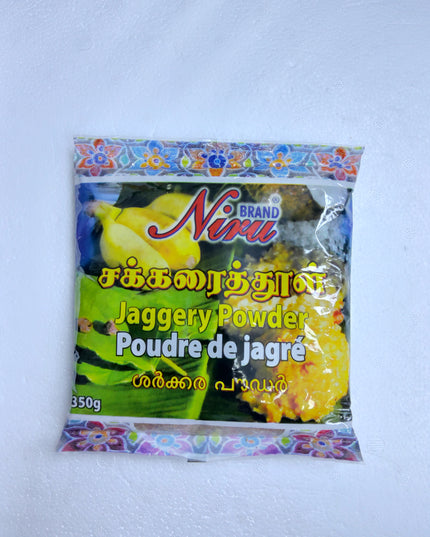 Niru BRAND®
சக்கரைத்தூள்
Jaggery Powder
Poudre de jagré
ശർക്കര പൗഡർ
350g